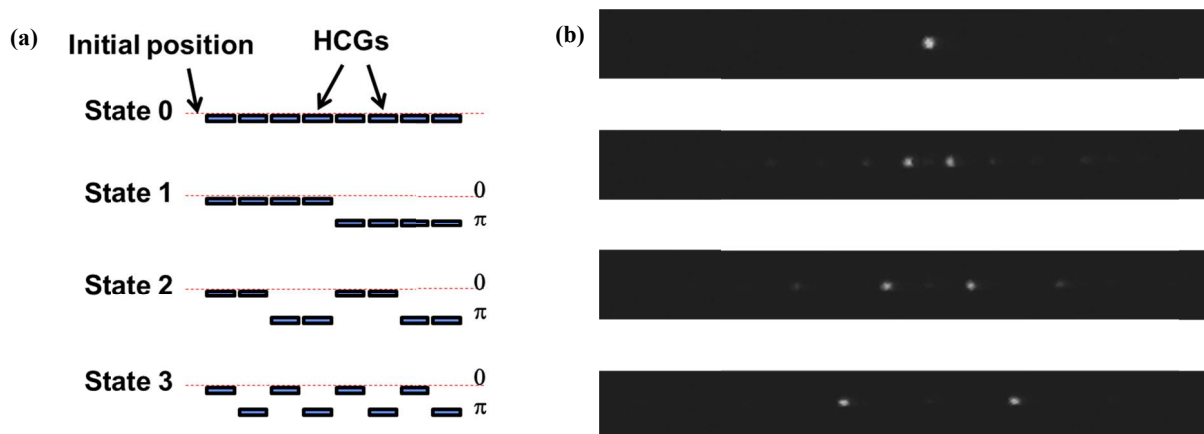 (a)
Initial position
HCGs
State 0
State 1
0
π
State 2
0
π
State 3
0
π
(b)